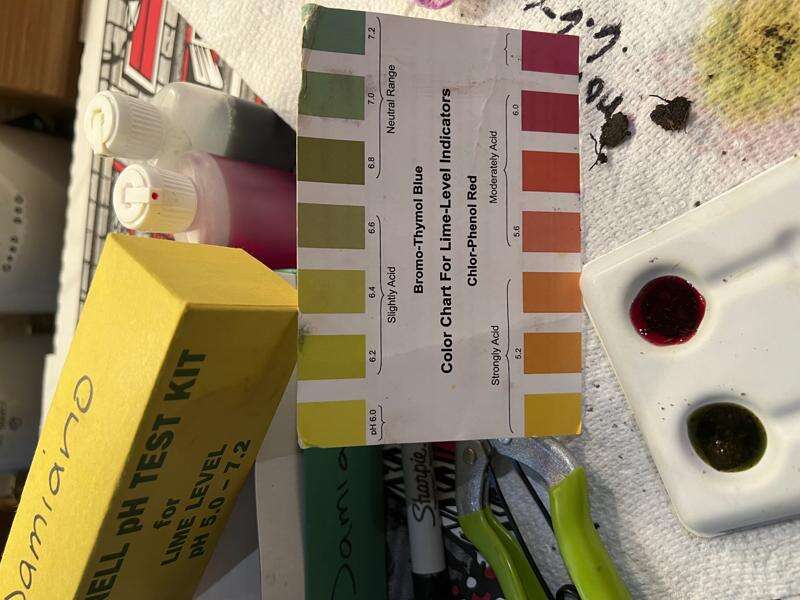 Color Chart For Lime-Level Indicators
Bromo-Thymol Blue
7.2
7.0
6.8
6.6
6.4
6.2
pH 6.0
Neutral Range
Slightly Acid
Chlor-Phenol Red
6.0
5.6
5.2
Moderately Acid
Strongly Acid
Damiano
pH TEST KIT
for
LIME LEVEL
pH 5.0 – 7.2
Sharpie